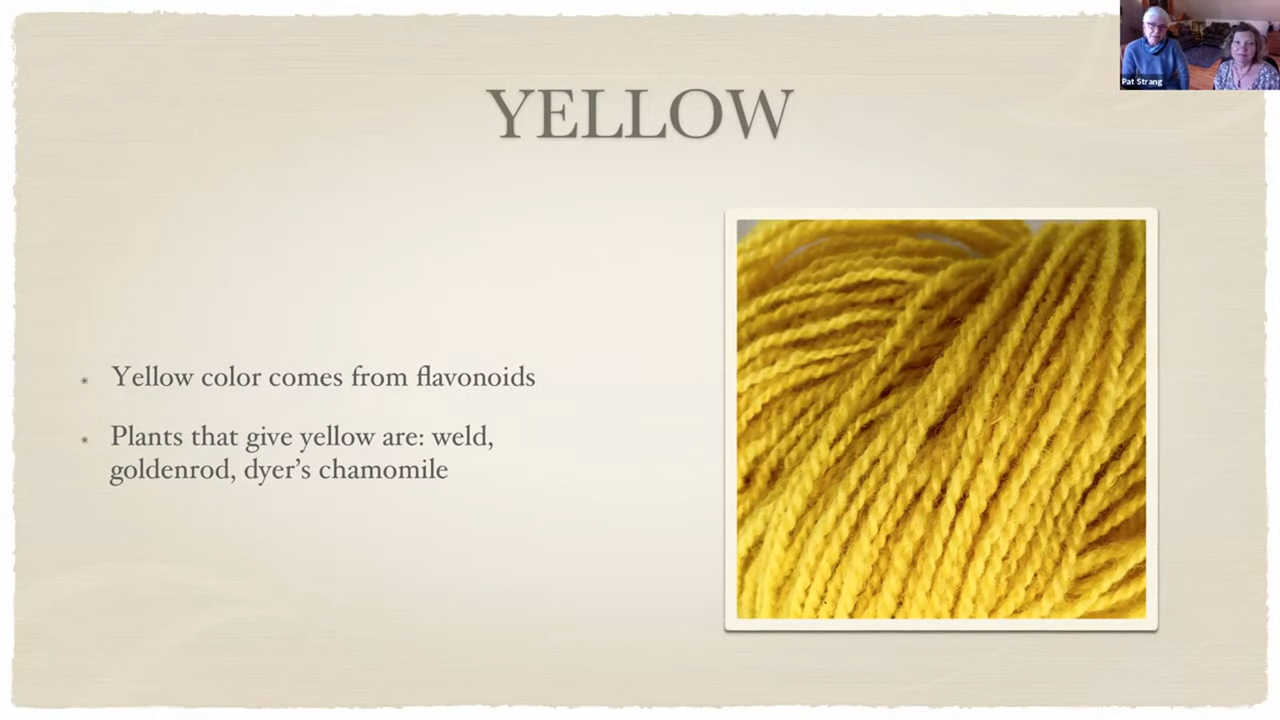 Pat Strang
YELLOW
* Yellow color comes from flavonoids
* Plants that give yellow are: weld,
goldenrod, dyer’s chamomile